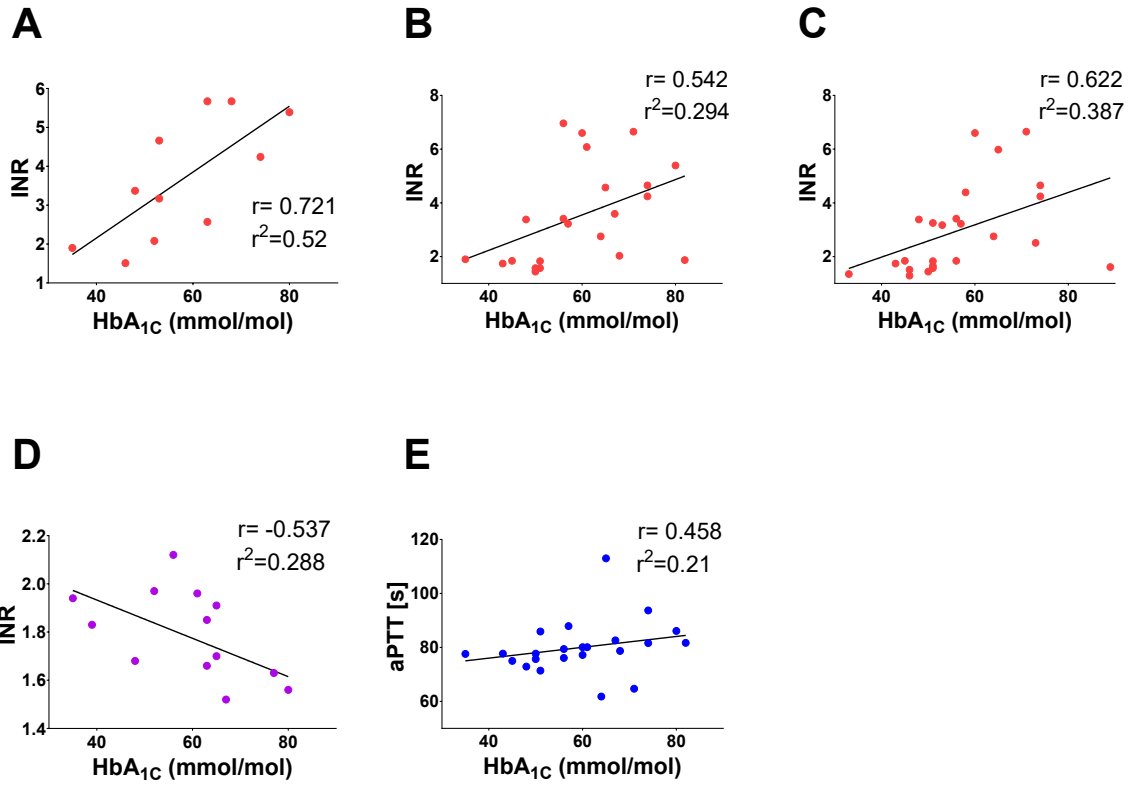 A
B
C
6
5
4
3
2
1
INR
40
60
80
HbA1C (mmol/mol)
r= 0.721
r2=0.52
8
6
4
2
INR
40
60
80
HbA1C (mmol/mol)
r= 0.542
r2=0.294
8
6
4
2
INR
40
60
80
HbA1C (mmol/mol)
r= 0.622
r2=0.387
D
E
2.2
2.0
1.8
1.6
1.4
INR
40
60
80
HbA1C (mmol/mol)
r= -0.537
r2=0.288
120
100
80
60
aPTT [s]
40
60
80
HbA1C (mmol/mol)
r= 0.458
r2=0.21